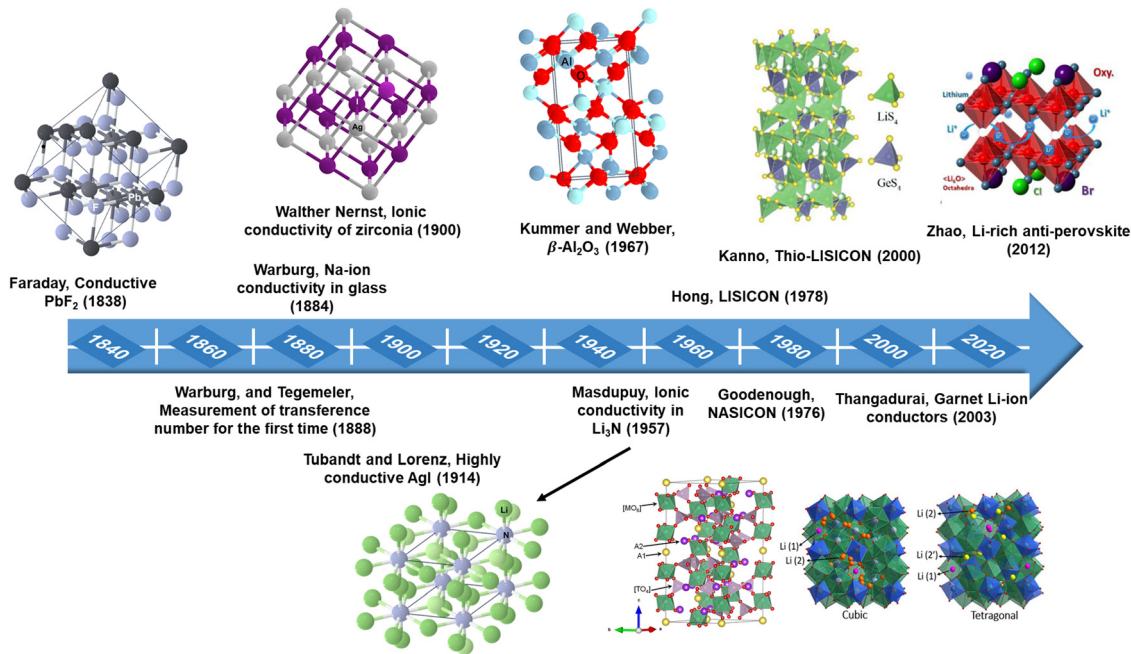 Ag
Al
O
LiS4
GeS4
Oxy.
Lithium
Li⁺
Li⁺
<Li6O>
Octahedra
Cl
Br
Pb
F
Walther Nernst, Ionic
conductivity of zirconia (1900)
Kummer and Webber,
β-Al₂O₃ (1967)
Kanno, Thio-LISICON (2000)
Zhao, Li-rich anti-perovskite
(2012)
Faraday, Conductive
PbF₂ (1838)
Warburg, Na-ion
conductivity in glass
(1884)
Hong, LISICON (1978)
1840
1860
1880
1900
1920
1940
1960
1980
2000
2020
Warburg, and Tegemeler,
Measurement of transference
number for the first time (1888)
Masdupuy, Ionic
conductivity in
Li₃N (1957)
Goodenough,
NASICON (1976)
Thangadurai, Garnet Li-ion
conductors (2003)
Tubandt and Lorenz, Highly
conductive AgI (1914)
Li
N
[MO6]
A2
A1
[TO4]
Li (1)
Li (2)
Cubic
Li (2)
Li (2')
Li (1)
Tetragonal